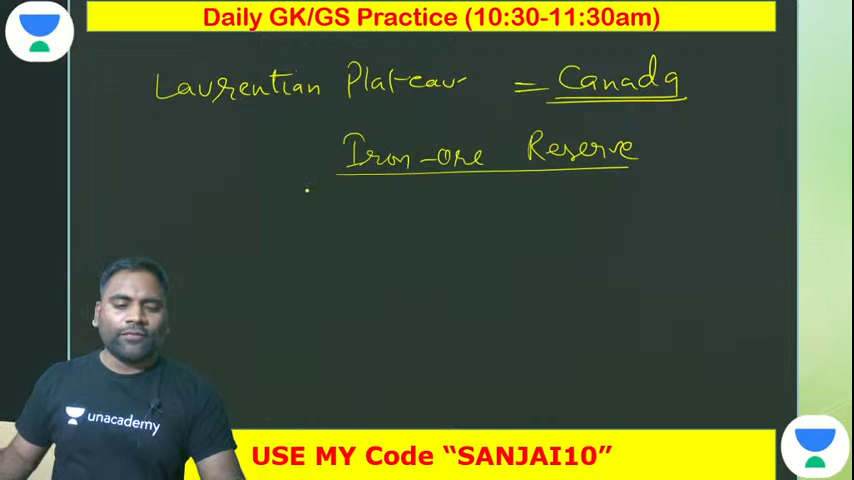 Daily GK/GS Practice (10:30-11:30am)
Laurentian Plateau = Canada
Iron-ore Reserve
unacademy
USE MY Code “SANJAI10”